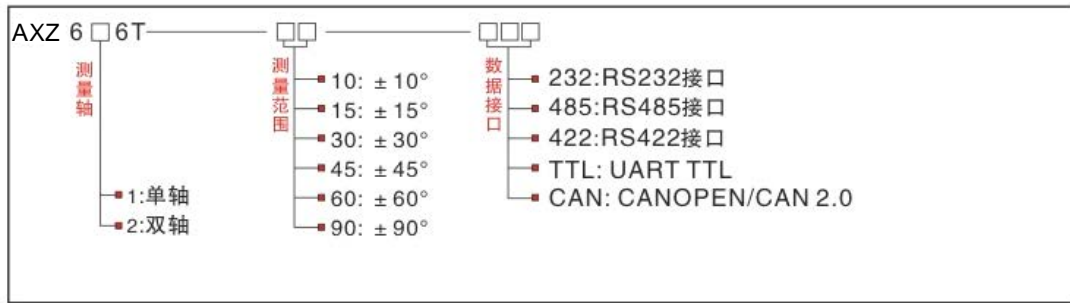 AXZ 6□6T — □□ — □□□
测量轴
1:单轴
2:双轴
测量范围
10: ±10°
15: ±15°
30: ±30°
45: ±45°
60: ±60°
90: ±90°
数据接口
232:RS232接口
485:RS485接口
422:RS422接口
TTL: UART TTL
CAN: CANOPEN/CAN 2.0